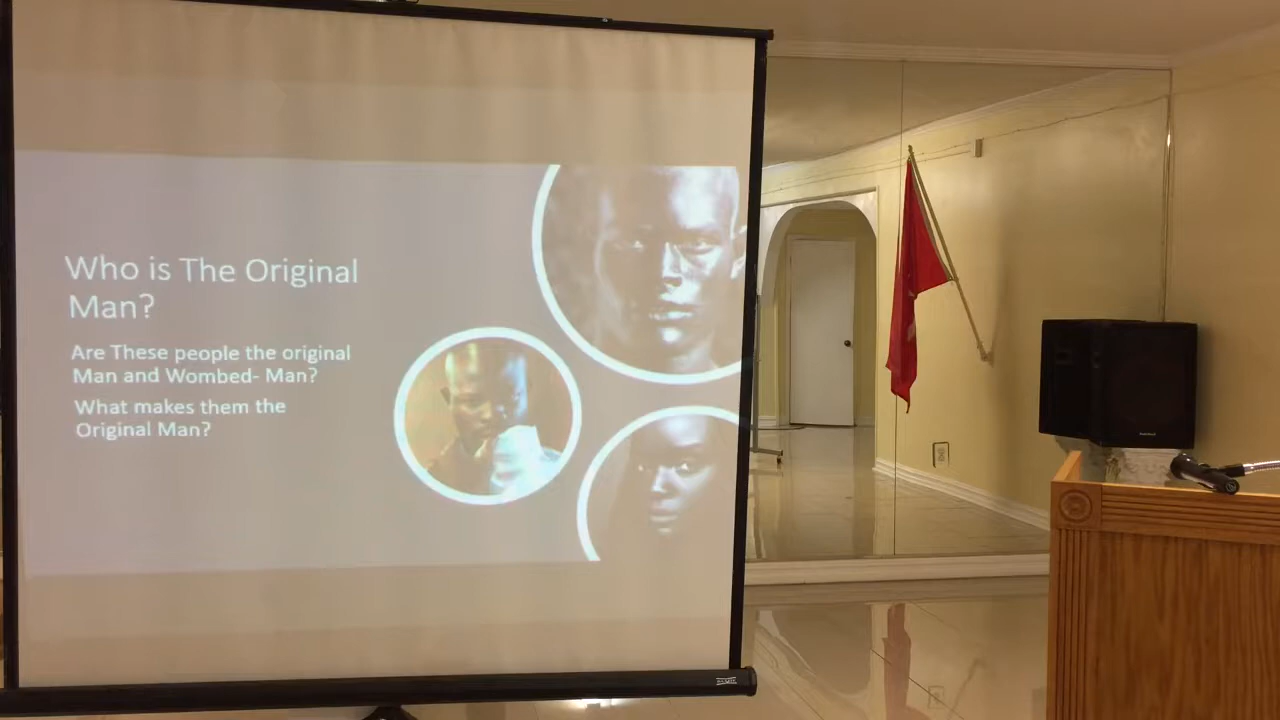 Who is The Original
Man?
Are These people the original
Man and Wombed- Man?
What makes them the
Original Man?